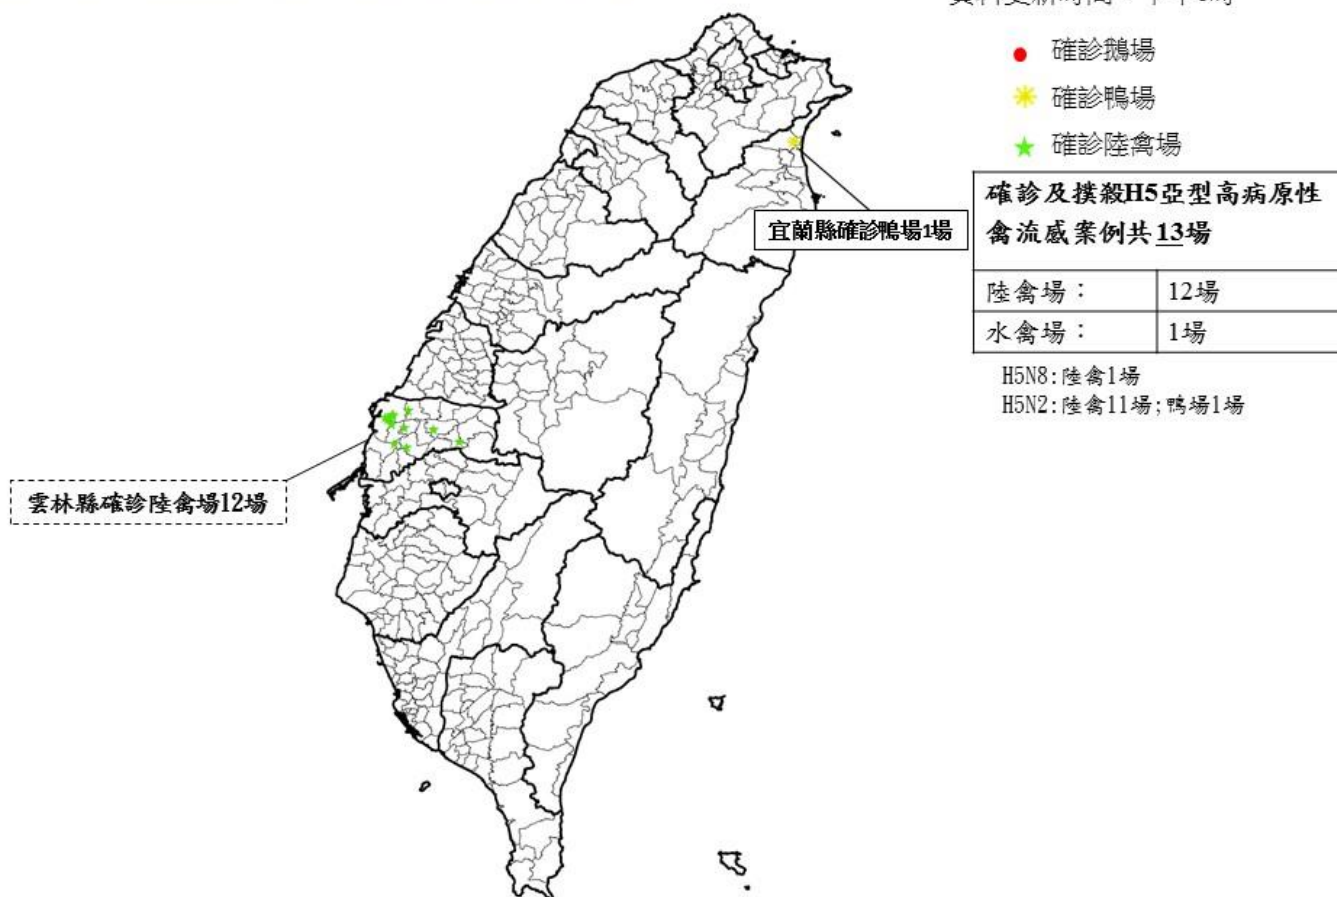 確診鵝場
確診鴨場
確診陸禽場
宜蘭縣確診鴨場1場
確診及撲殺H5亞型高病原性
禽流感案例共13場
陸禽場： 12場
水禽場： 1場
H5N8:陸禽1場
H5N2:陸禽11場;鴨場1場
雲林縣確診陸禽場12場